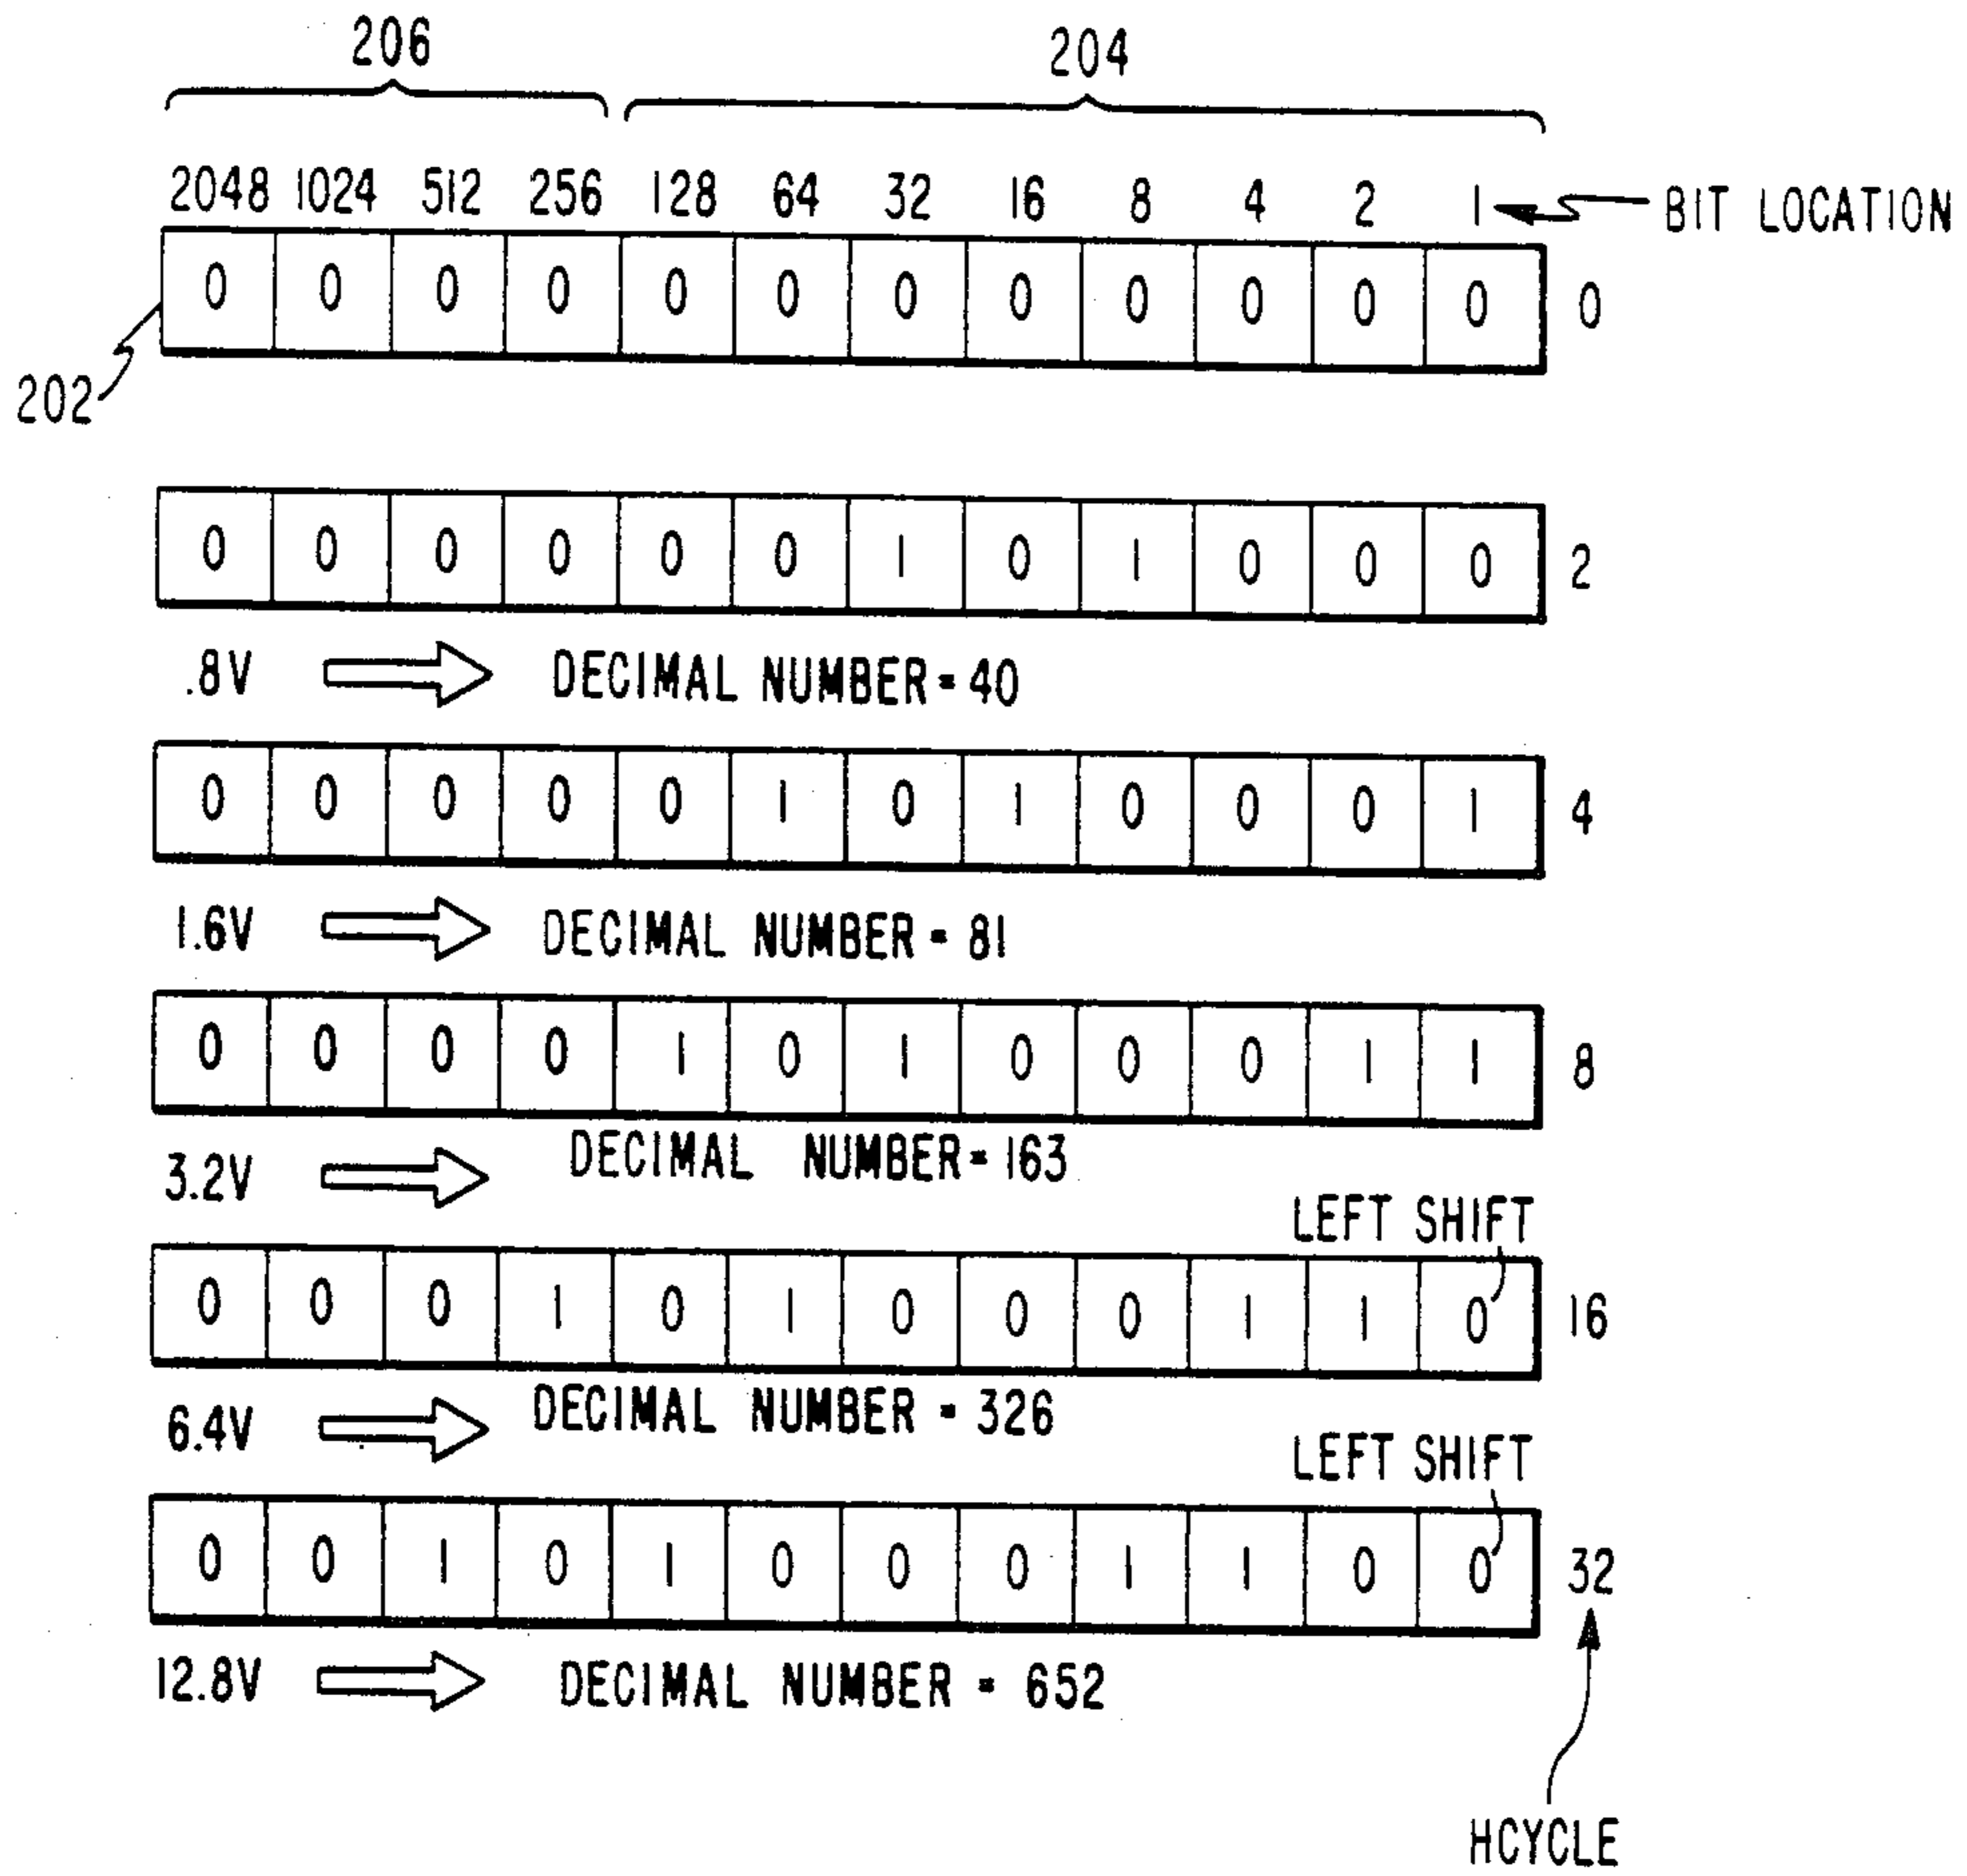 206 204
2048 1024 512 256 128 64 32 16 8 4 2 1 BIT LOCATION
0 0 0 0 0 0 0 0 0 0 0 0 0
202
0 0 0 0 0 0 1 0 1 0 0 0 2
.8V DECIMAL NUMBER = 40
0 0 0 0 0 1 0 1 0 0 0 1 4
1.6V DECIMAL NUMBER = 81
0 0 0 0 1 0 1 0 0 0 1 1 8
3.2V DECIMAL NUMBER = 163
LEFT SHIFT
0 0 0 1 0 1 0 0 0 1 1 0 16
6.4V DECIMAL NUMBER = 326
LEFT SHIFT
0 0 1 0 1 0 0 0 1 1 0 0 32
12.8V DECIMAL NUMBER = 652
HCYCLE